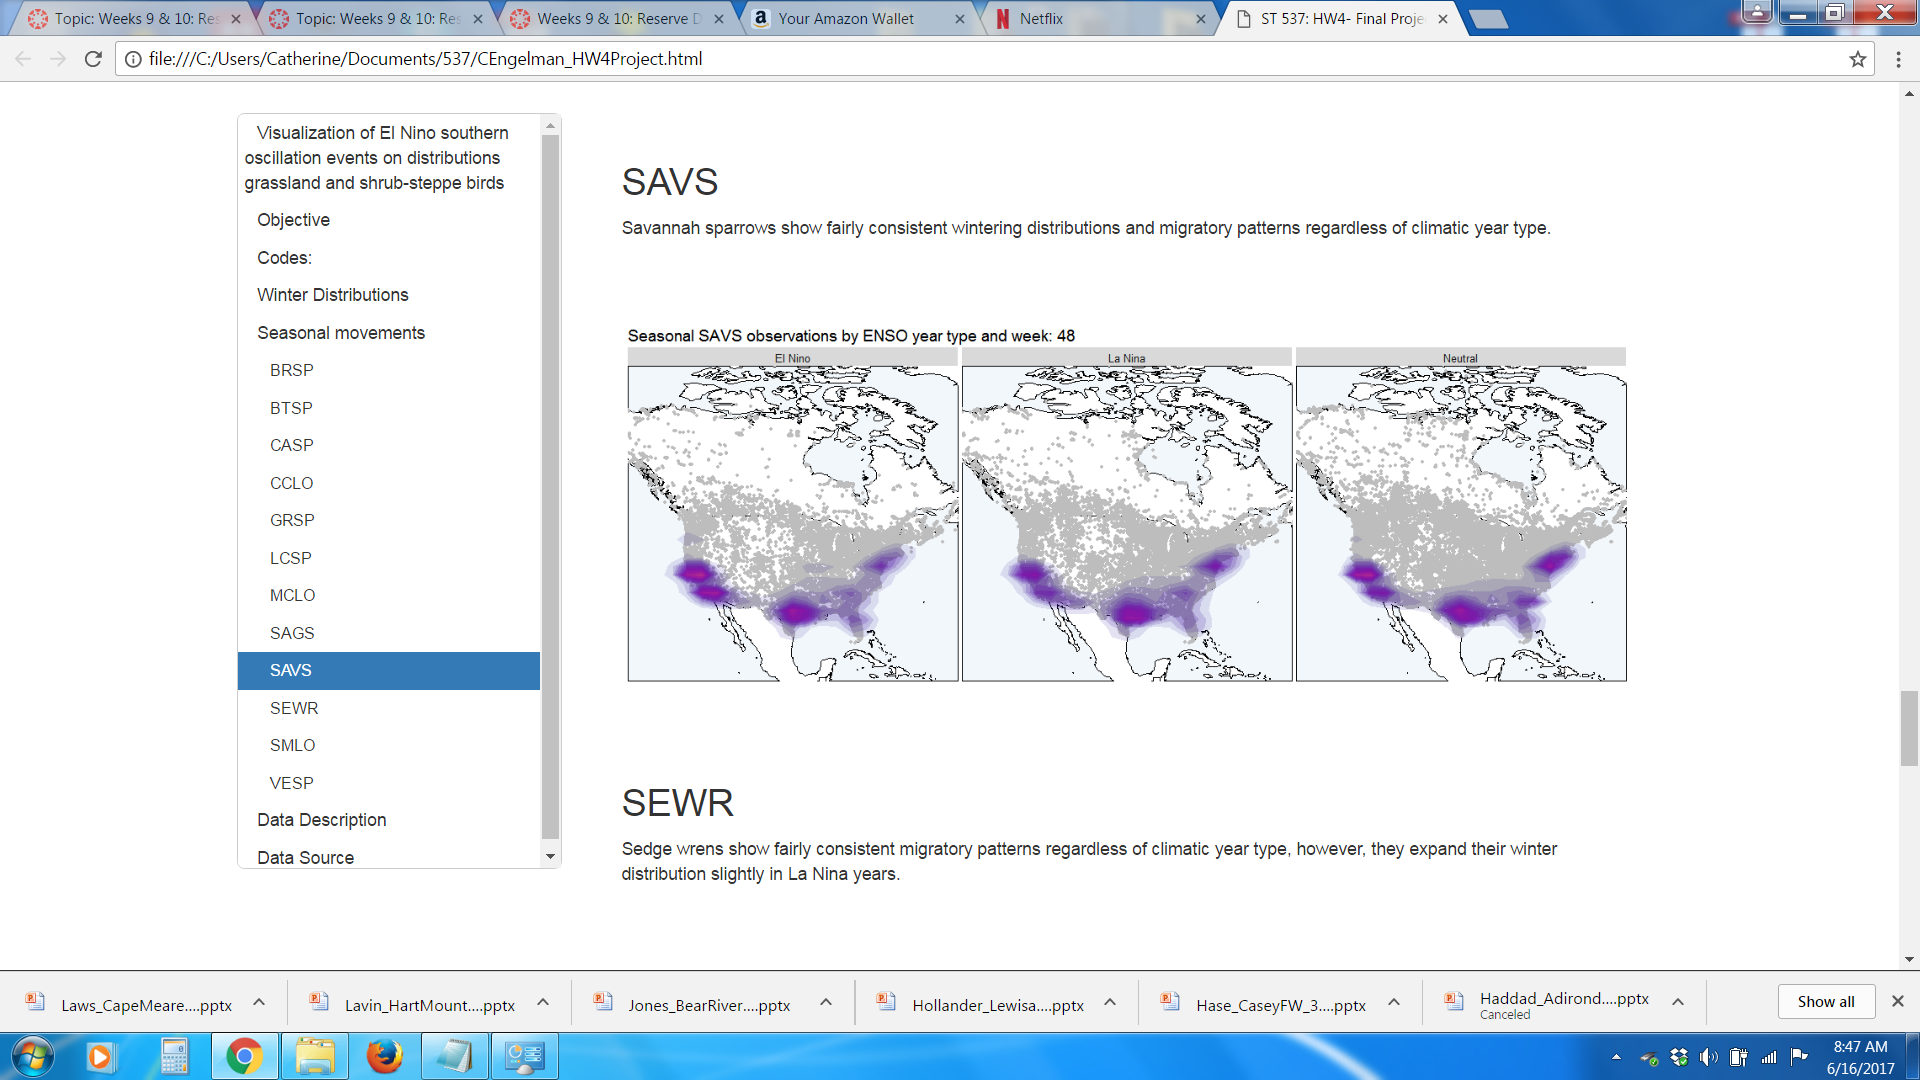 Topic: Weeks 9 & 10: Res
Topic: Weeks 9 & 10: Res
Weeks 9 & 10: Reserve D
Your Amazon Wallet
Netflix
ST 537: HW4- Final Proje
file:///C:/Users/Catherine/Documents/537/CEngelman_HW4Project.html
Visualization of El Nino southern
oscillation events on distributions
grassland and shrub-steppe birds
Objective
Codes:
Winter Distributions
Seasonal movements
BRSP
BTSP
CASP
CCLO
GRSP
LCSP
MCLO
SAGS
SAVS
SEWR
SMLO
VESP
Data Description
Data Source
SAVS
Savannah sparrows show fairly consistent wintering distributions and migratory patterns regardless of climatic year type.
Seasonal SAVS observations by ENSO year type and week: 48
El Nino
La Nina
Neutral
SEWR
Sedge wrens show fairly consistent migratory patterns regardless of climatic year type, however, they expand their winter
distribution slightly in La Nina years.
Laws_CapeMeare....pptx
Lavin_HartMount....pptx
Jones_BearRiver....pptx
Hollander_Lewisa....pptx
Hase_CaseyFW_3....pptx
Haddad_Adirond....pptx
Canceled
Show all
8:47 AM
6/16/2017